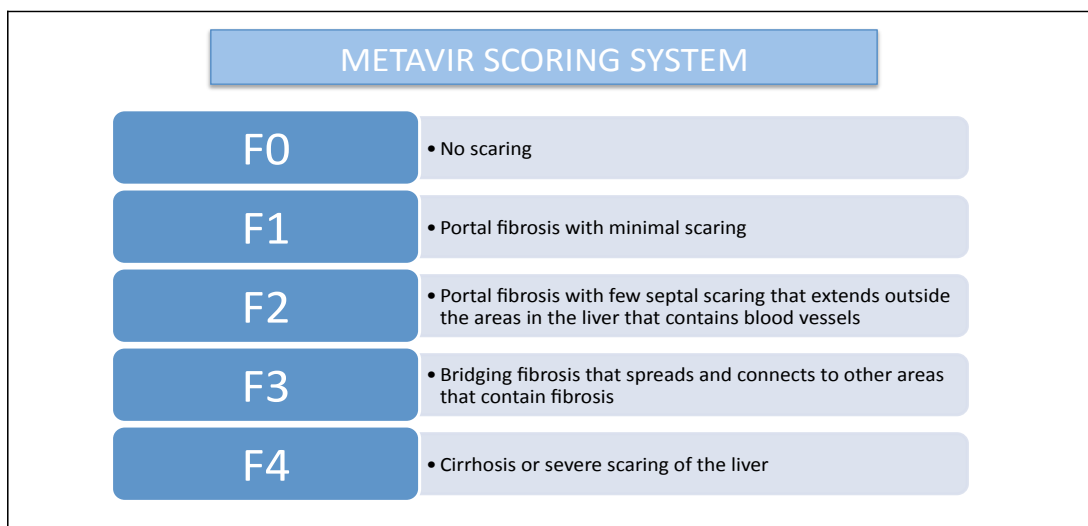 METAVIR SCORING SYSTEM
F0
• No scaring
F1
• Portal fibrosis with minimal scaring
F2
• Portal fibrosis with few septal scaring that extends outside
the areas in the liver that contains blood vessels
F3
• Bridging fibrosis that spreads and connects to other areas
that contain fibrosis
F4
• Cirrhosis or severe scaring of the liver